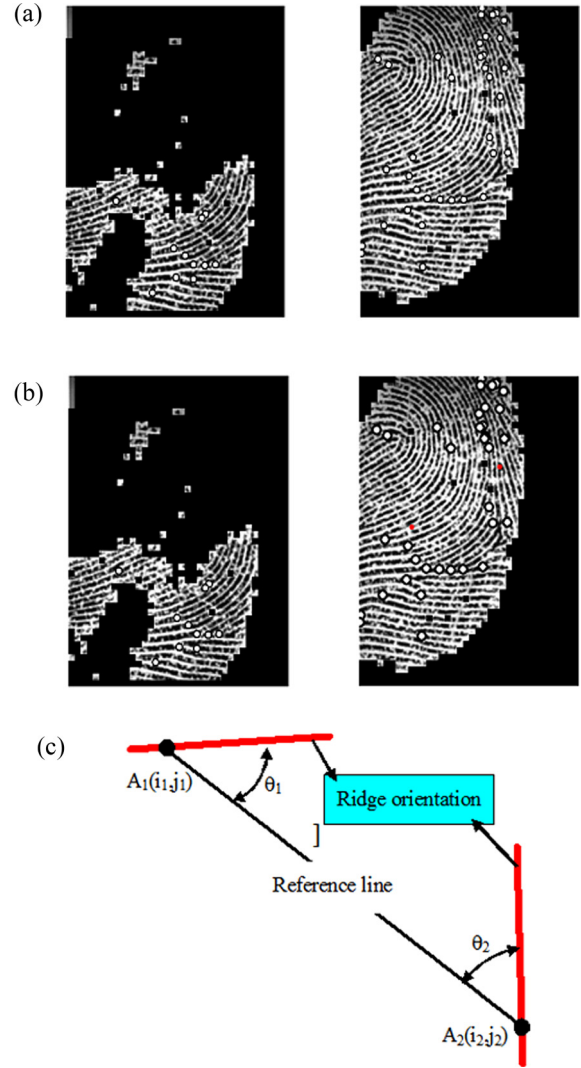 (a)
(b)
(c)
A₁(i₁,j₁)
θ₁
Ridge orientation
]
Reference line
θ₂
A₂(i₂,j₂)